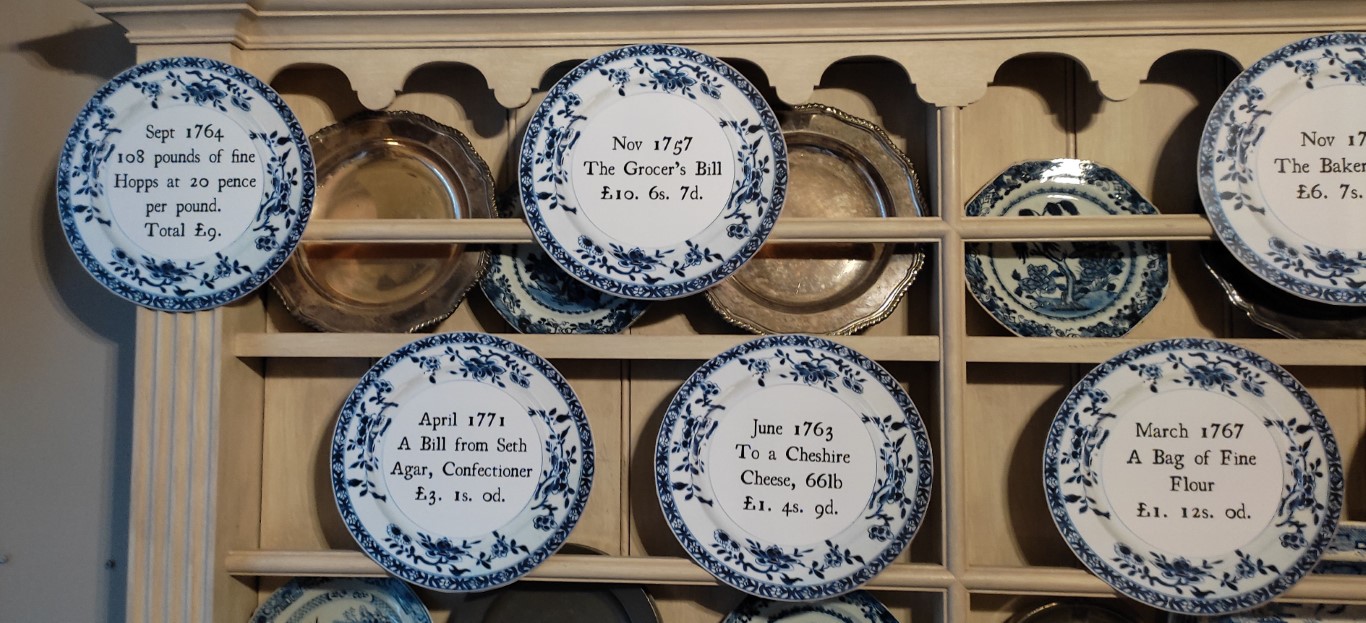 Sept 1764
108 pounds of fine
Hopps at 20 pence
per pound.
Total £9.
Nov 1757
The Grocer's Bill
£10. 6s. 7d.
Nov
The
£6. 7s.
April 1771
A Bill from Seth
Agar, Confectioner
£3. 1s. 0d.
June 1763
To a Cheshire
Cheese, 66lb
£1. 4s. 9d.
March 1767
A Bag of Fine
Flour
£1. 12s. 0d.